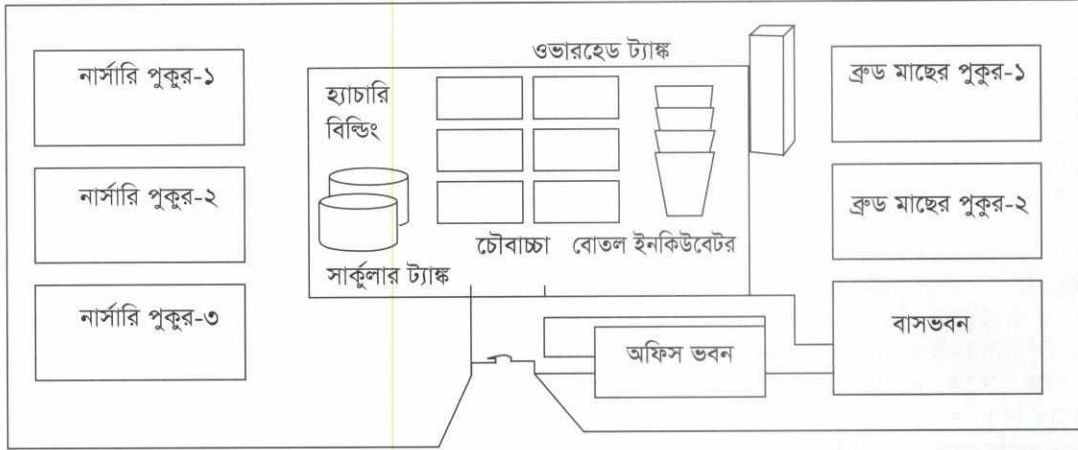 নার্সারি পুকুর-১
নার্সারি পুকুর-২
নার্সারি পুকুর-৩
ওভারহেড ট্যাঙ্ক
হ্যাচারি
বিল্ডিং
চৌবাচ্চা
বোতল ইনকিউবেটর
সার্কুলার ট্যাঙ্ক
অফিস ভবন
ব্রুড মাছের পুকুর-১
ব্রুড মাছের পুকুর-২
বাসভবন